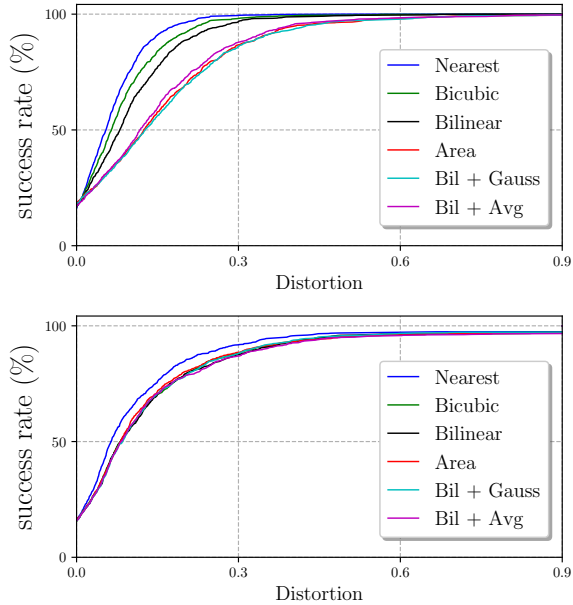 100
50
0
success rate (%)
Nearest
Bicubic
Bilinear
Area
Bil + Gauss
Bil + Avg
0.0 0.3 0.6 0.9
Distortion
100
50
0
success rate (%)
Nearest
Bicubic
Bilinear
Area
Bil + Gauss
Bil + Avg
0.0 0.3 0.6 0.9
Distortion